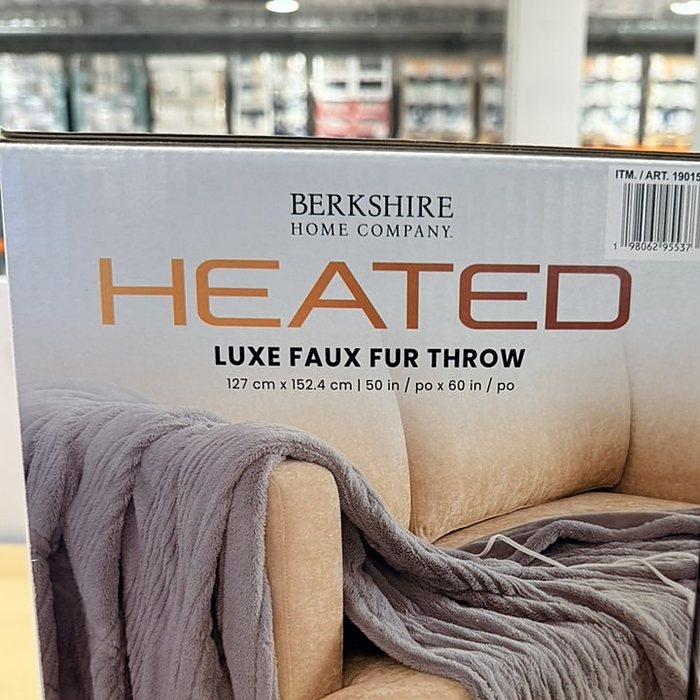 ITM. / ART. 19015
1 98062 95537
BERKSHIRE
HOME COMPANY.
HEATED
LUXE FAUX FUR THROW
127 cm x 152.4 cm | 50 in / po x 60 in / po